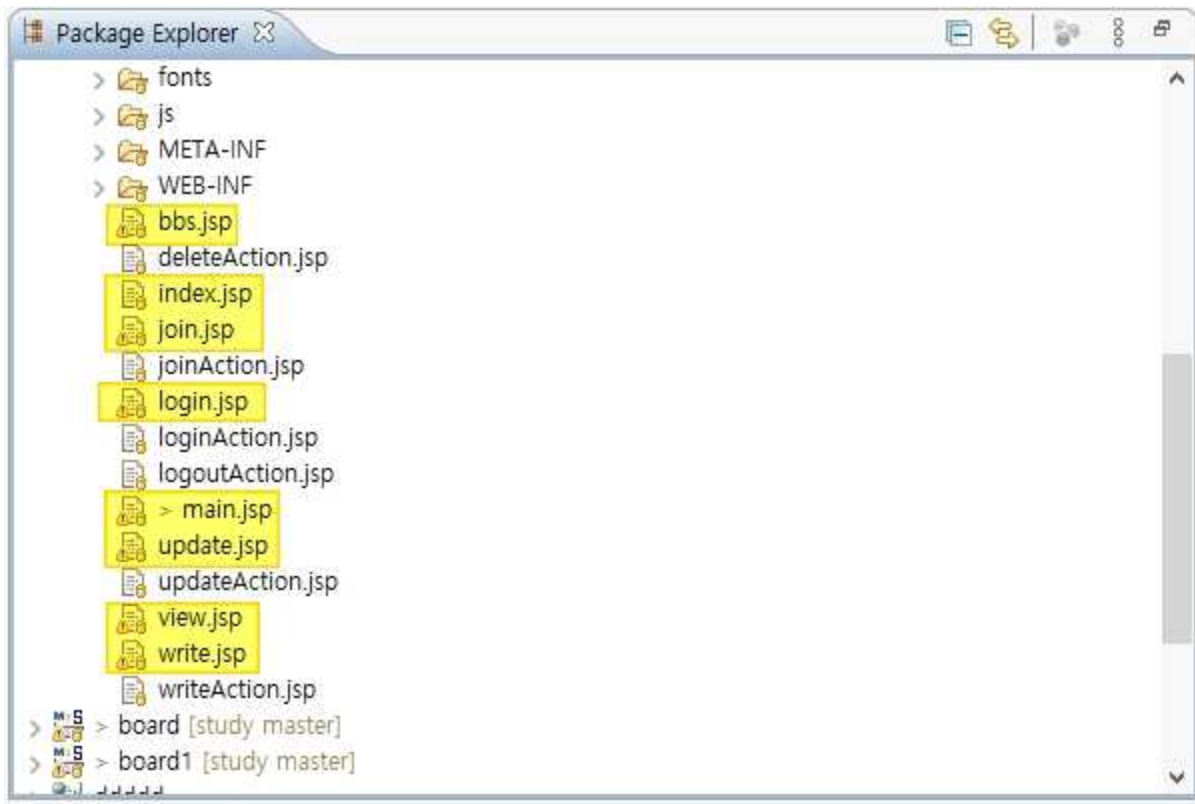 Package Explorer
fonts
js
META-INF
WEB-INF
bbs.jsp
deleteAction.jsp
index.jsp
join.jsp
joinAction.jsp
login.jsp
loginAction.jsp
logoutAction.jsp
> main.jsp
update.jsp
updateAction.jsp
view.jsp
write.jsp
writeAction.jsp
> board [study master]
> board1 [study master]